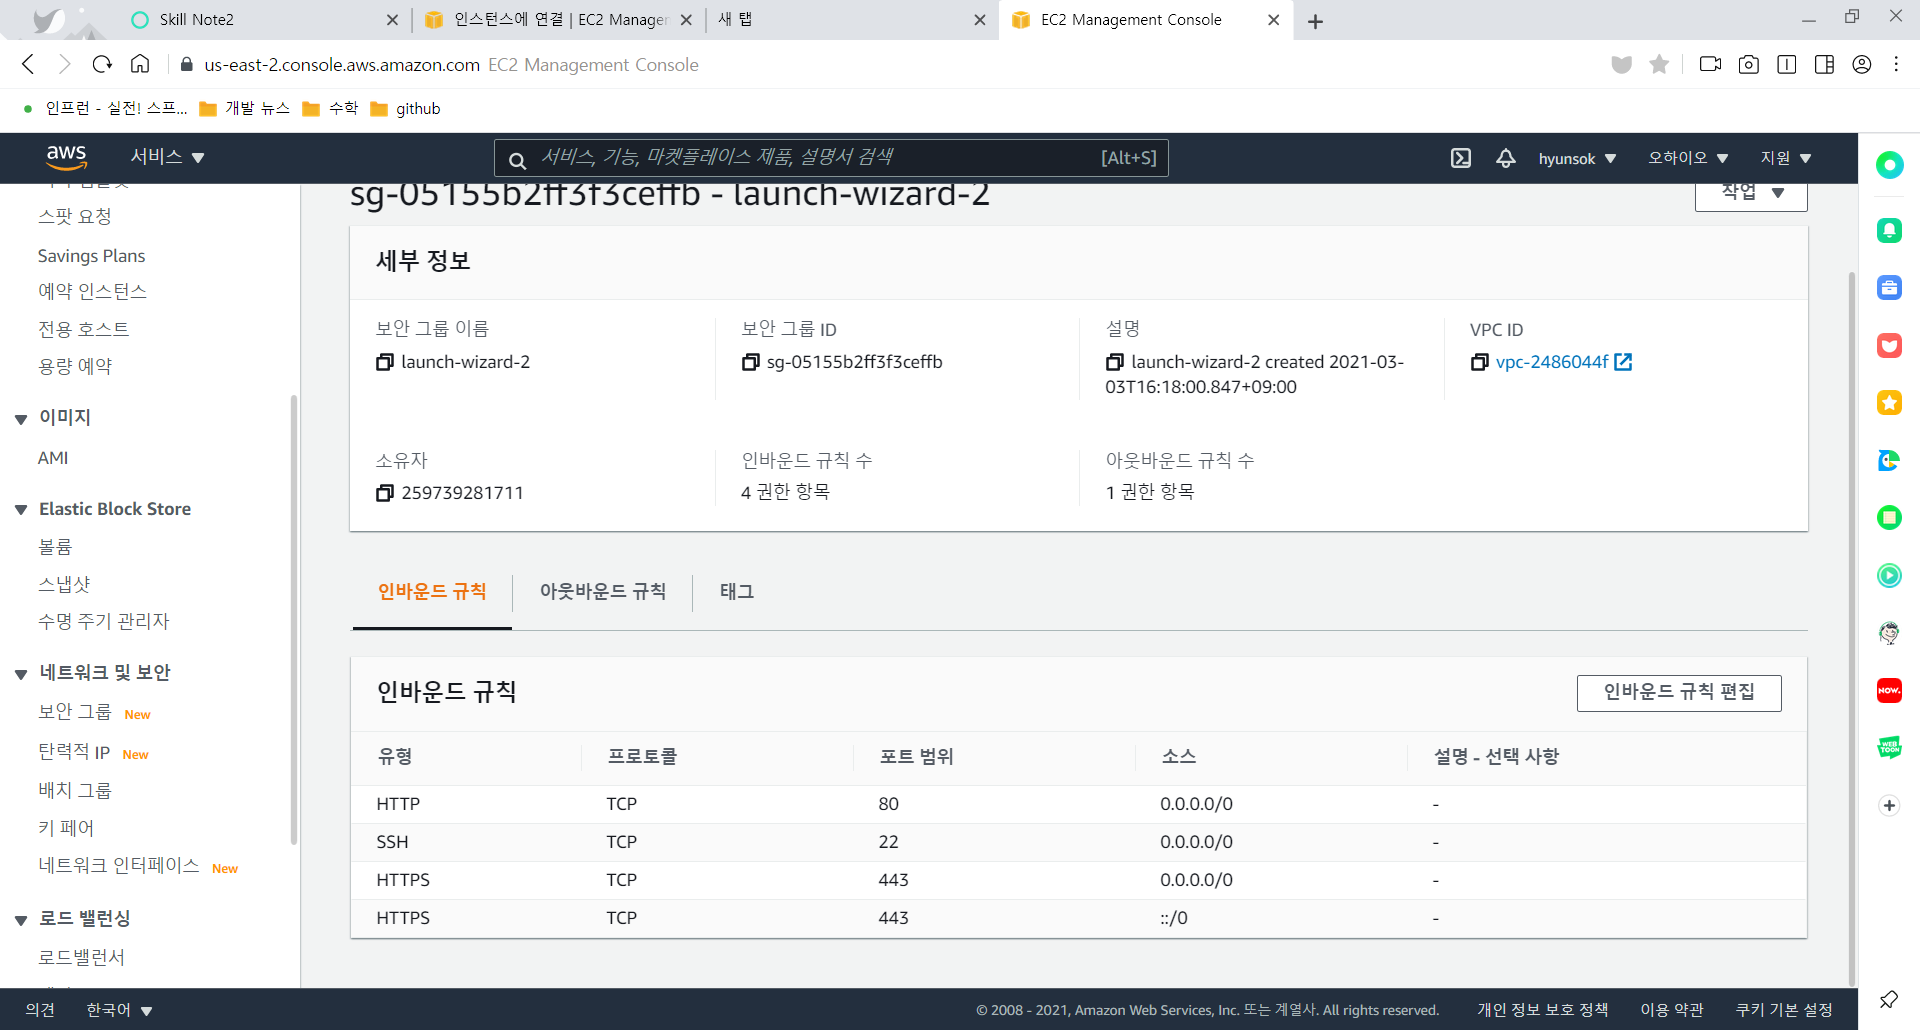 Skill Note2
인스턴스에 연결 | EC2 Manager
새 탭
EC2 Management Console
us-east-2.console.aws.amazon.com EC2 Management Console
인프런 - 실전! 스프...
개발 뉴스
수학
github
aws
서비스
서비스, 기능, 마켓플레이스 제품, 설명서 검색
[Alt+S]
hyunsok
오하이오
지원
스팟 요청
Savings Plans
예약 인스턴스
전용 호스트
용량 예약
이미지
AMI
Elastic Block Store
볼륨
스냅샷
수명 주기 관리자
네트워크 및 보안
보안 그룹 New
탄력적 IP New
배치 그룹
키 페어
네트워크 인터페이스 New
로드 밸런싱
로드밸런서
sg-05155b2ff3f3ceffb - launch-wizard-2
작업
세부 정보
보안 그룹 이름
launch-wizard-2
보안 그룹 ID
sg-05155b2ff3f3ceffb
설명
launch-wizard-2 created 2021-03-
03T16:18:00.847+09:00
VPC ID
vpc-2486044f
소유자
259739281711
인바운드 규칙 수
4 권한 항목
아웃바운드 규칙 수
1 권한 항목
인바운드 규칙
아웃바운드 규칙
태그
인바운드 규칙
인바운드 규칙 편집
유형 프로토콜 포트 범위 소스 설명 - 선택 사항
HTTP TCP 80 0.0.0.0/0 -
SSH TCP 22 0.0.0.0/0 -
HTTPS TCP 443 0.0.0.0/0 -
HTTPS TCP 443 ::/0 -
NOW.
WEB
TOON
의견
한국어
© 2008 - 2021, Amazon Web Services, Inc. 또는 계열사. All rights reserved.
개인 정보 보호 정책
이용 약관
쿠키 기본 설정